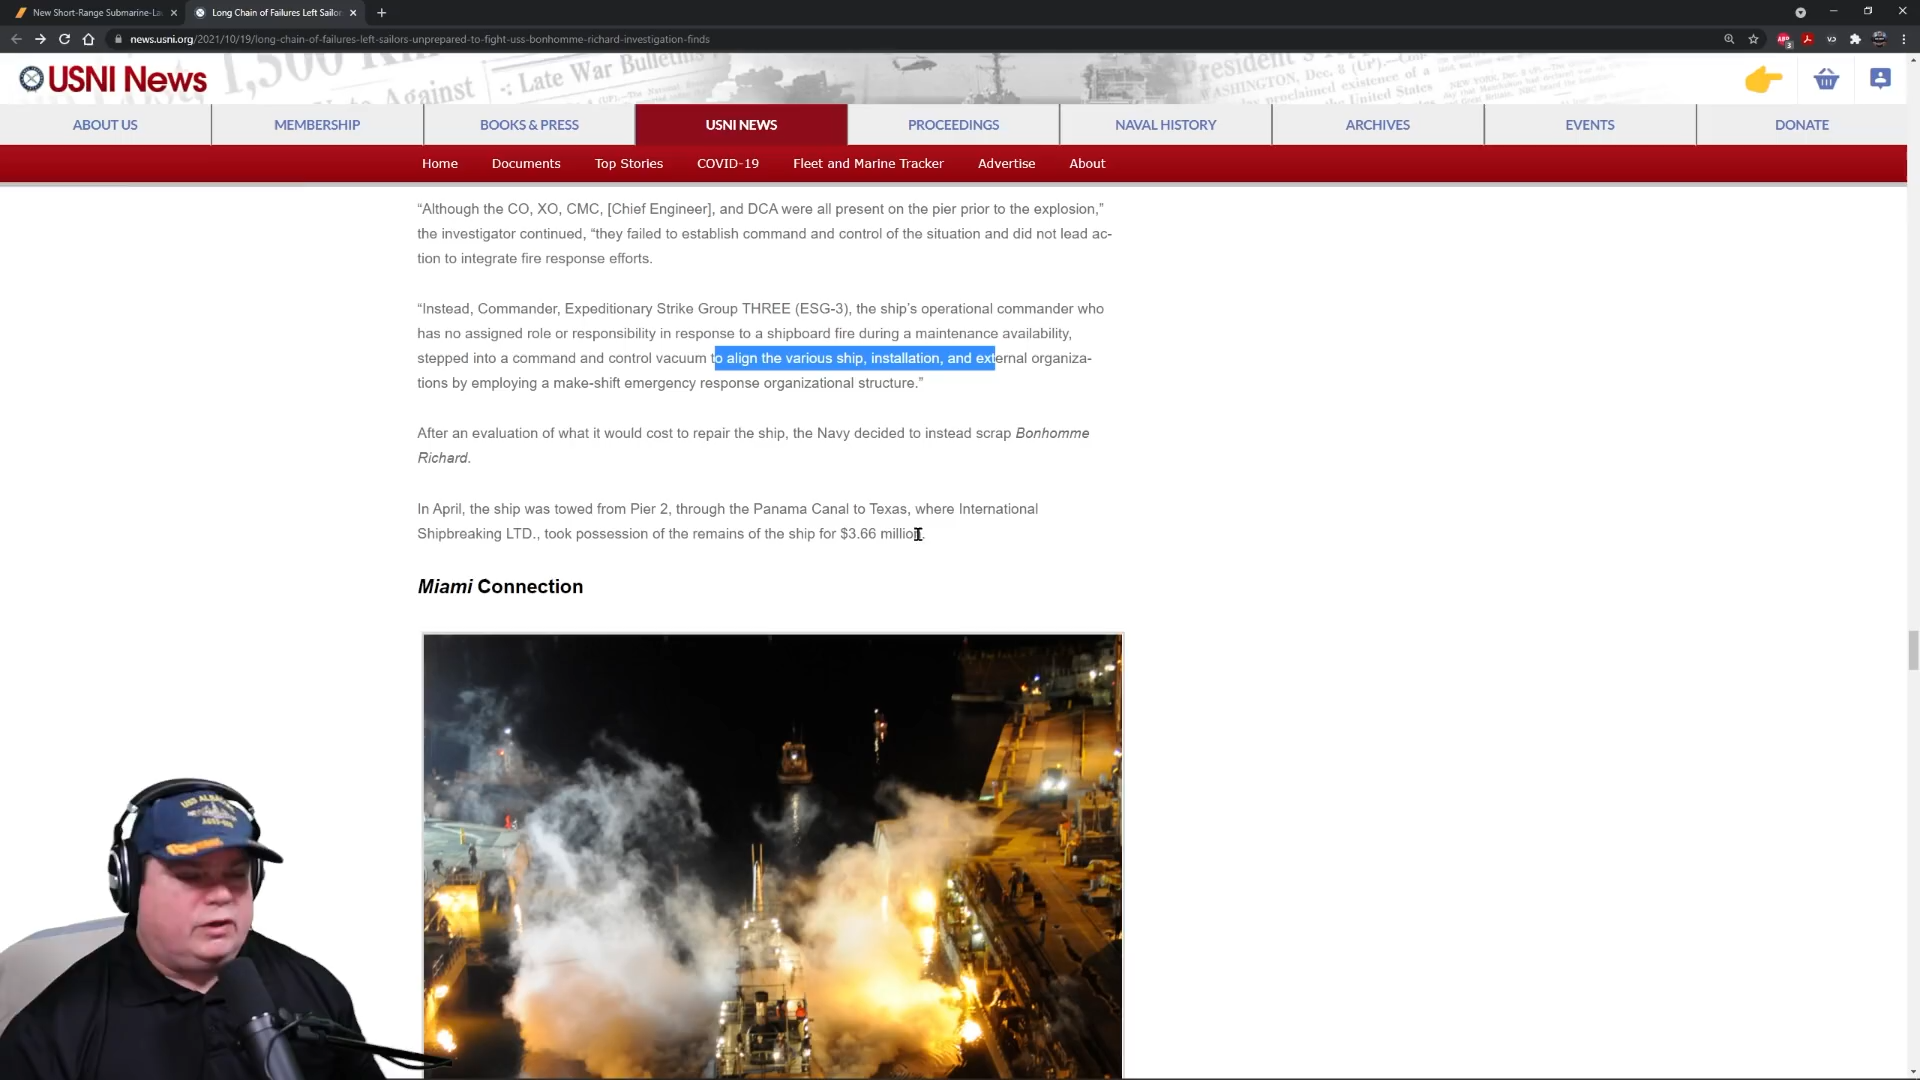 New Short-Range Submarine-La
Long Chain of Failures Left Sailor
news.usni.org/2021/10/19/long-chain-of-failures-left-sailors-unprepared-to-fight-uss-bonhomme-richard-investigation-finds
USNI News
Late War Bulletins
Against
President's
WASHINGTON, Dec. 8 (UP).
ABOUT US
MEMBERSHIP
BOOKS & PRESS
USNI NEWS
PROCEEDINGS
NAVAL HISTORY
ARCHIVES
EVENTS
DONATE
Home
Documents
Top Stories
COVID-19
Fleet and Marine Tracker
Advertise
About
“Although the CO, XO, CMC, [Chief Engineer], and DCA were all present on the pier prior to the explosion,”
the investigator continued, “they failed to establish command and control of the situation and did not lead ac-
tion to integrate fire response efforts.
“Instead, Commander, Expeditionary Strike Group THREE (ESG-3), the ship’s operational commander who
has no assigned role or responsibility in response to a shipboard fire during a maintenance availability,
stepped into a command and control vacuum to align the various ship, installation, and external organiza-
tions by employing a make-shift emergency response organizational structure.”
After an evaluation of what it would cost to repair the ship, the Navy decided to instead scrap Bonhomme
Richard.
In April, the ship was towed from Pier 2, through the Panama Canal to Texas, where International
Shipbreaking LTD., took possession of the remains of the ship for $3.66 million.
Miami Connection